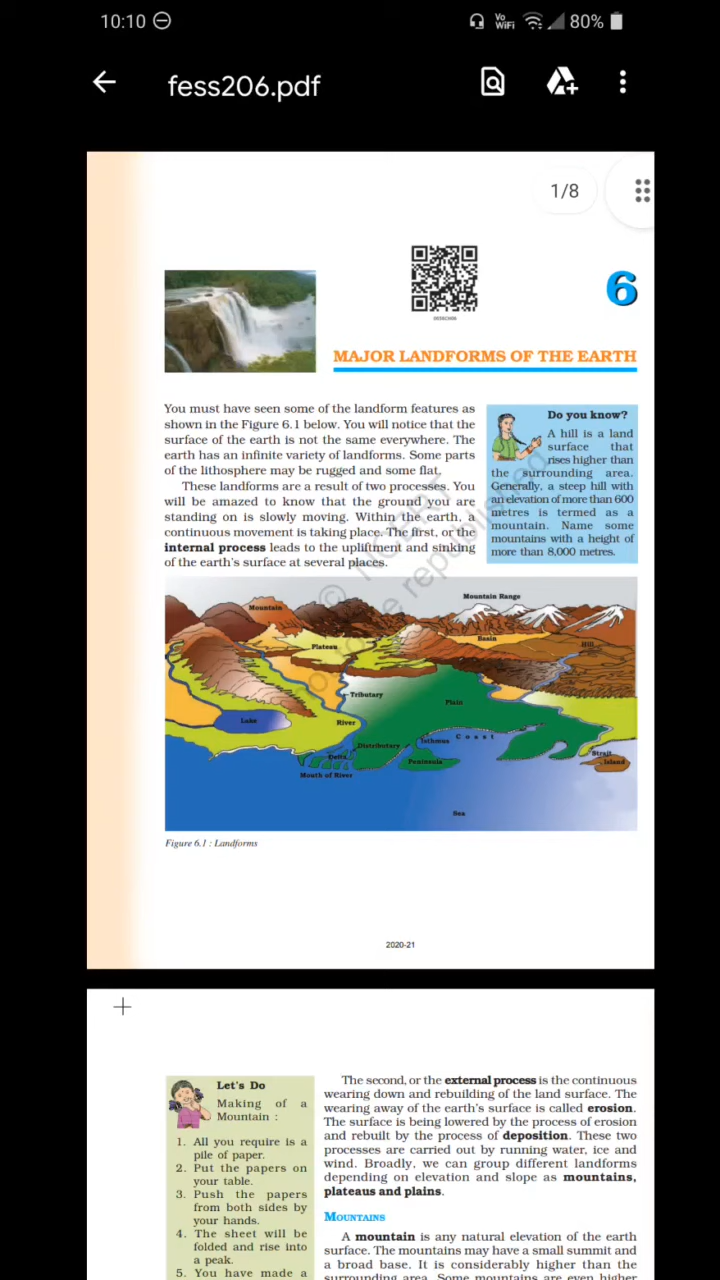 10:10
Vo
WiFi
80%
fess206.pdf
1/8
6
MAJOR LANDFORMS OF THE EARTH
You must have seen some of the landform features as
shown in the Figure 6.1 below. You will notice that the
surface of the earth is not the same everywhere. The
earth has an infinite variety of landforms. Some parts
of the lithosphere may be rugged and some flat.
These landforms are a result of two processes. You
will be amazed to know that the ground you are
standing on is slowly moving. Within the earth, a
continuous movement is taking place. The first, or the
internal process leads to the upliftment and sinking
of the earth's surface at several places.
Do you know?
A hill is a land
surface that
rises higher than
the surrounding area.
Generally, a steep hill with
an elevation of more than 600
metres is termed as a
mountain. Name some
mountains with a height of
more than 8,000 metres.
© NCERT
not to be republished
Mountain Range
Mountain
Basin
Hill
Plateau
Tributary
Plain
Lake
River
Coast
Isthmus
Distributary
Strait
Delta
Peninsula
Island
Mouth of River
Sea
Figure 6.1 : Landforms
2020-21
Let's Do
Making of a
Mountain :
1. All you require is a
pile of paper.
2. Put the papers on
your table.
3. Push the papers
from both sides by
your hands.
4. The sheet will be
folded and rise into
a peak.
5. You have made a
The second, or the external process is the continuous
wearing down and rebuilding of the land surface. The
wearing away of the earth's surface is called erosion.
The surface is being lowered by the process of erosion
and rebuilt by the process of deposition. These two
processes are carried out by running water, ice and
wind. Broadly, we can group different landforms
depending on elevation and slope as mountains,
plateaus and plains.
MOUNTAINS
A mountain is any natural elevation of the earth
surface. The mountains may have a small summit and
a broad base. It is considerably higher than the
surrounding area. Some mountains are even higher